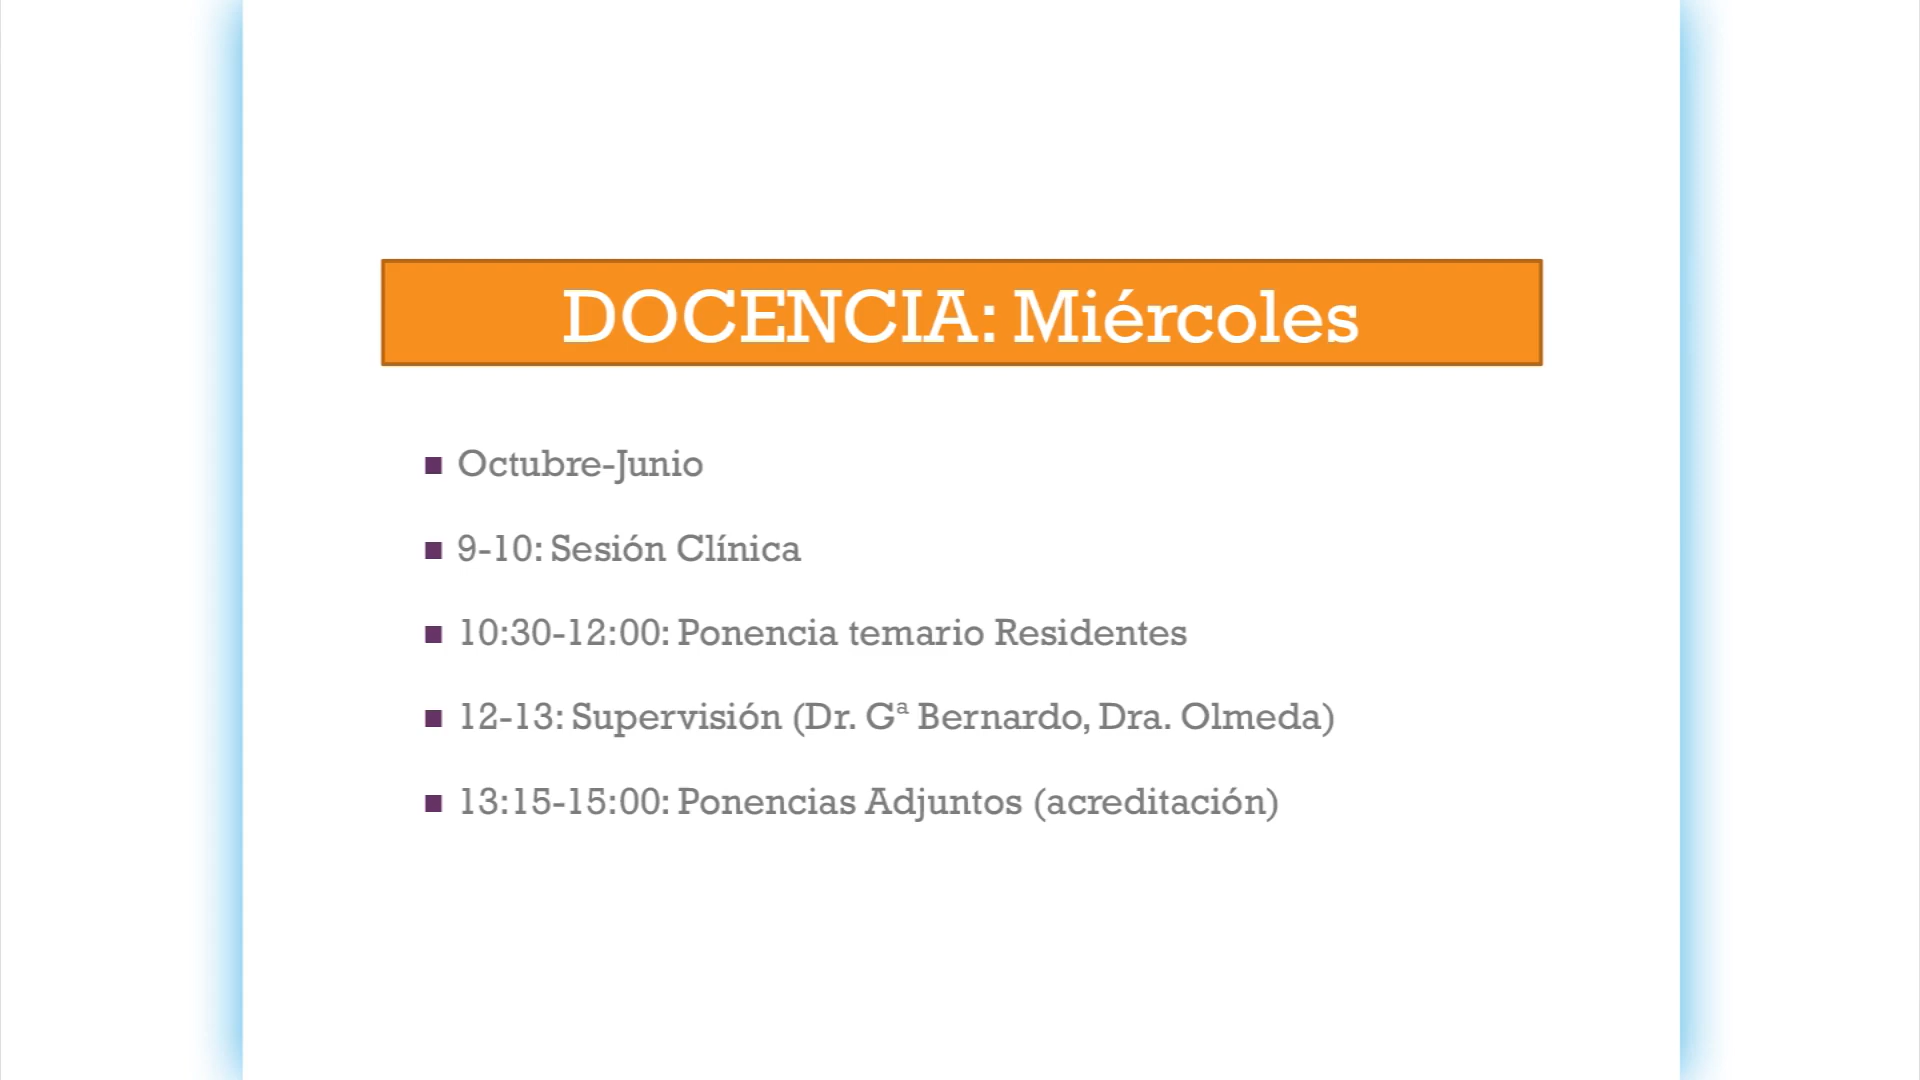 DOCENCIA: Miércoles
■ Octubre-Junio
■ 9-10: Sesión Clínica
■ 10:30-12:00: Ponencia temario Residentes
■ 12-13: Supervisión (Dr. Gª Bernardo, Dra. Olmeda)
■ 13:15-15:00: Ponencias Adjuntos (acreditación)